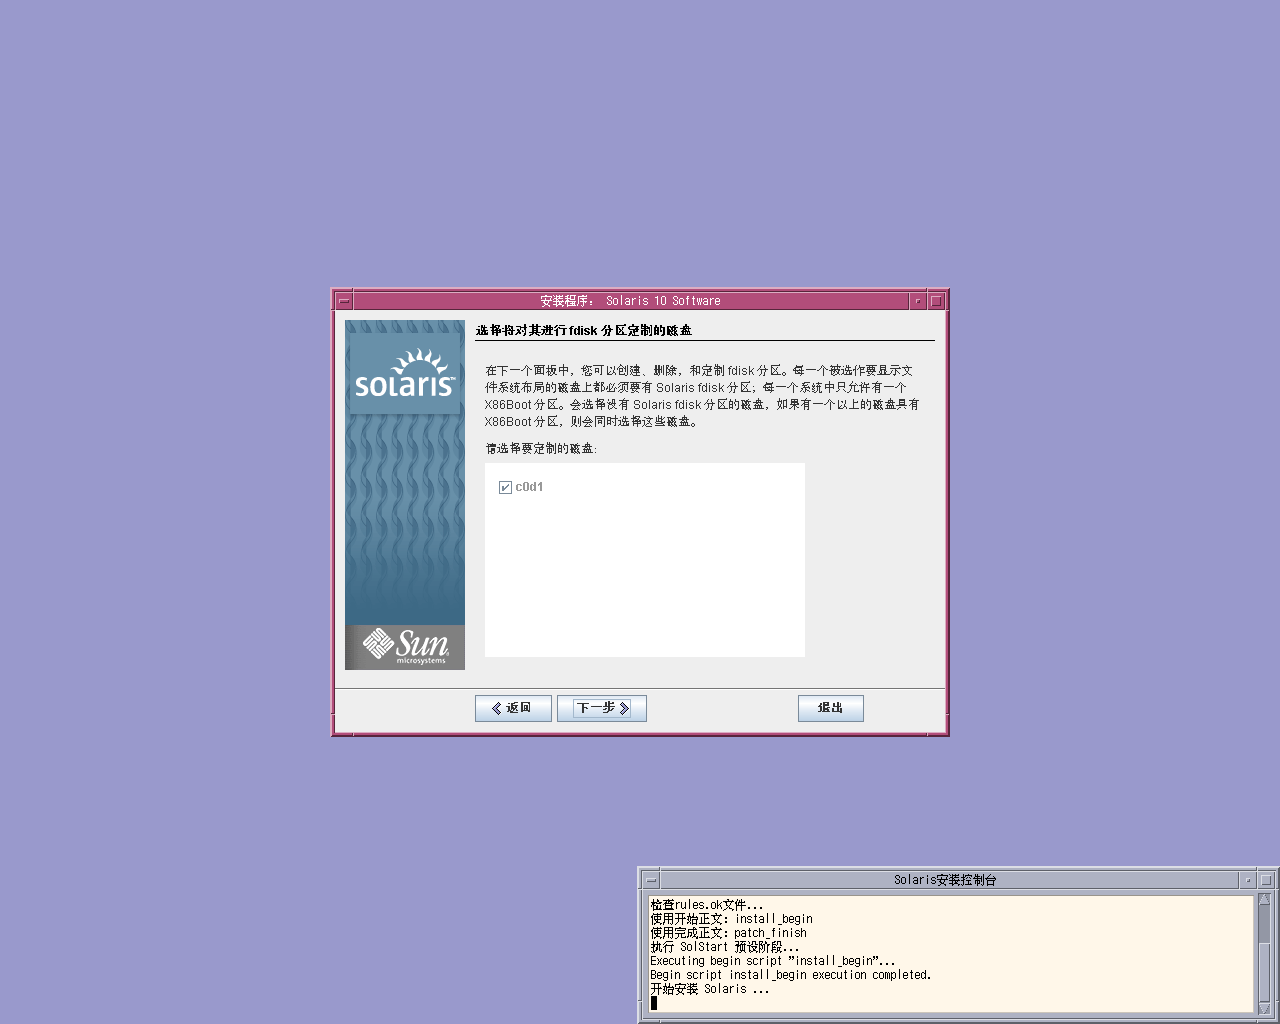 安装程序： Solaris 10 Software
solaris™
选择将对其进行 fdisk 分区定制的磁盘
在下一个面板中，您可以创建、删除，和定制 fdisk 分区。每一个被选作要显示文
件系统布局的磁盘上都必须要有 Solaris fdisk 分区；每一个系统中只允许有一个
X86Boot 分区。会选择没有 Solaris fdisk 分区的磁盘，如果有一个以上的磁盘具有
X86Boot 分区，则会同时选择这些磁盘。
请选择要定制的磁盘:
c0d1
Sun
microsystems
返回
下一步
退出
Solaris安装控制台
检查rules.ok文件...
使用开始正文：install_begin
使用完成正文：patch_finish
执行 SolStart 预设阶段...
Executing begin script "install_begin"...
Begin script install_begin execution completed.
开始安装 Solaris ...